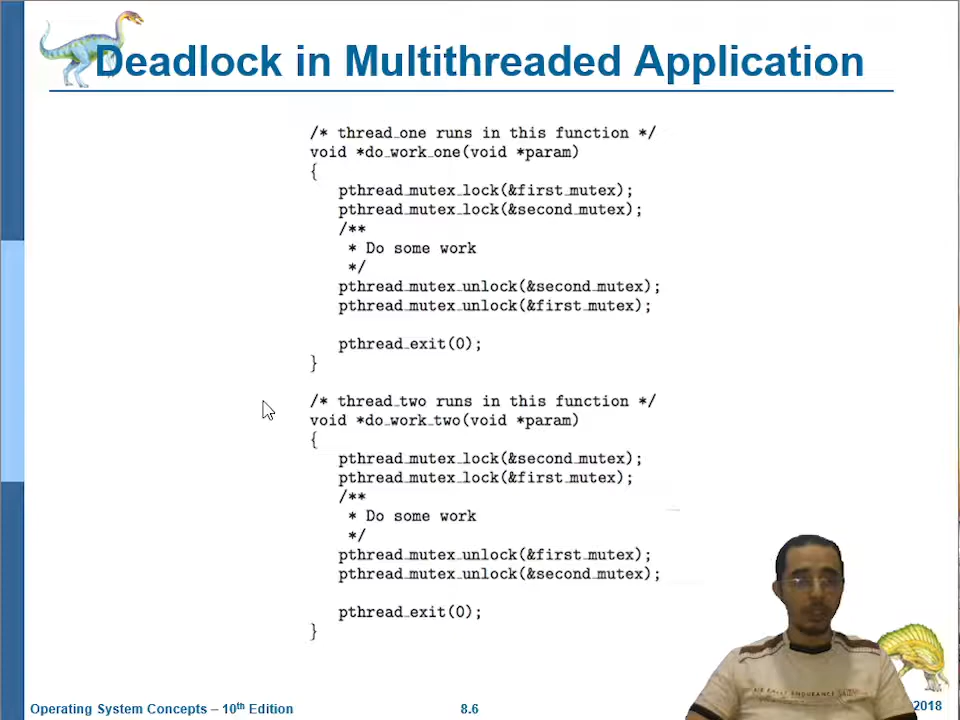 Deadlock in Multithreaded Application
/* thread_one runs in this function */
void *do_work_one(void *param)
{
pthread_mutex_lock(&first_mutex);
pthread_mutex_lock(&second_mutex);
/**
* Do some work
*/
pthread_mutex_unlock(&second_mutex);
pthread_mutex_unlock(&first_mutex);
pthread_exit(0);
}
/* thread_two runs in this function */
void *do_work_two(void *param)
{
pthread_mutex_lock(&second_mutex);
pthread_mutex_lock(&first_mutex);
/**
* Do some work
*/
pthread_mutex_unlock(&first_mutex);
pthread_mutex_unlock(&second_mutex);
pthread_exit(0);
}
ENDURANCE
Operating System Concepts – 10th Edition
8.6
2018